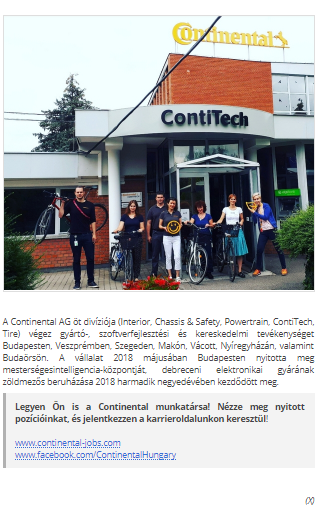 Continental
ContiTech
A Continental AG öt divíziója (Interior, Chassis & Safety, Powertrain, ContiTech,
Tire) végez gyártó-, szoftverfejlesztési és kereskedelmi tevékenységet
Budapesten, Veszprémben, Szegeden, Makón, Vácott, Nyíregyházán, valamint
Budaörsön. A vállalat 2018 májusában Budapesten nyitotta meg
mesterségesintelligencia-központját, debreceni elektronikai gyárának
zöldmezős beruházása 2018 harmadik negyedévében kezdődött meg.
Legyen Ön is a Continental munkatársa! Nézze meg nyitott
pozícióinkat, és jelentkezzen a karrieroldalunkon keresztül!
www.continental-jobs.com
www.facebook.com/ContinentalHungary
(X)